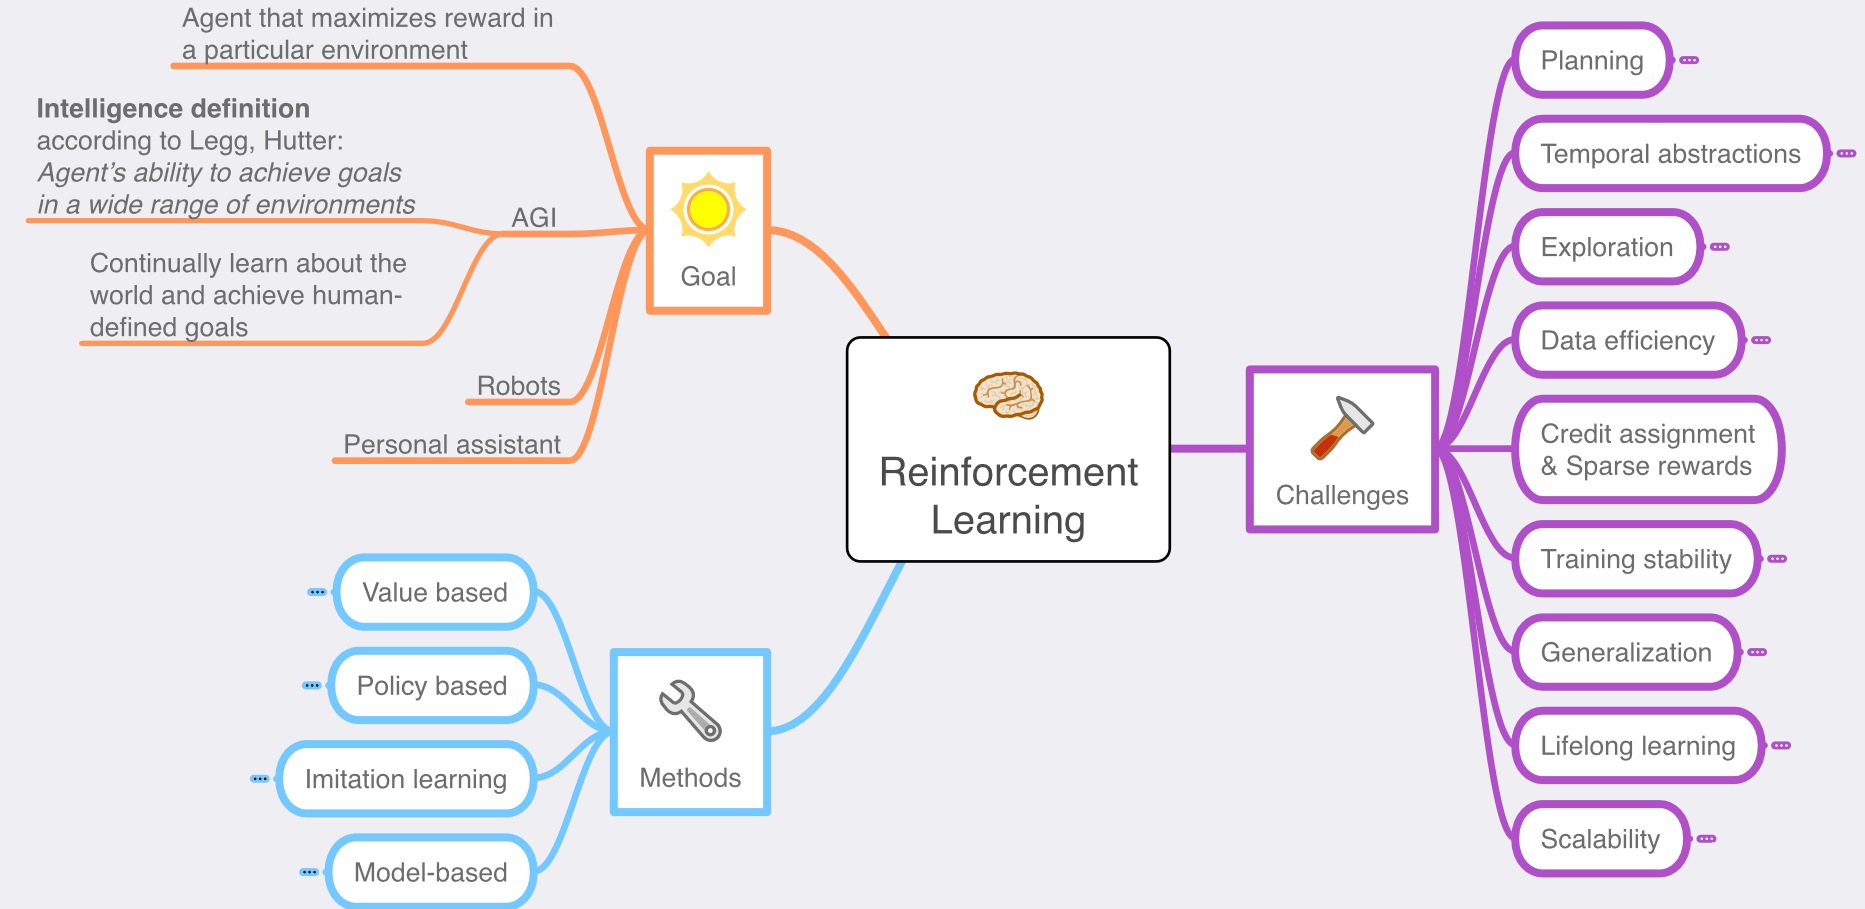 Agent that maximizes reward in
a particular environment
Intelligence definition
according to Legg, Hutter:
Agent's ability to achieve goals
in a wide range of environments
AGI
Continually learn about the
world and achieve human-
defined goals
Robots
Personal assistant
Goal
Reinforcement
Learning
Value based
Policy based
Imitation learning
Model-based
Methods
Challenges
Planning
Temporal abstractions
Exploration
Data efficiency
Credit assignment
& Sparse rewards
Training stability
Generalization
Lifelong learning
Scalability